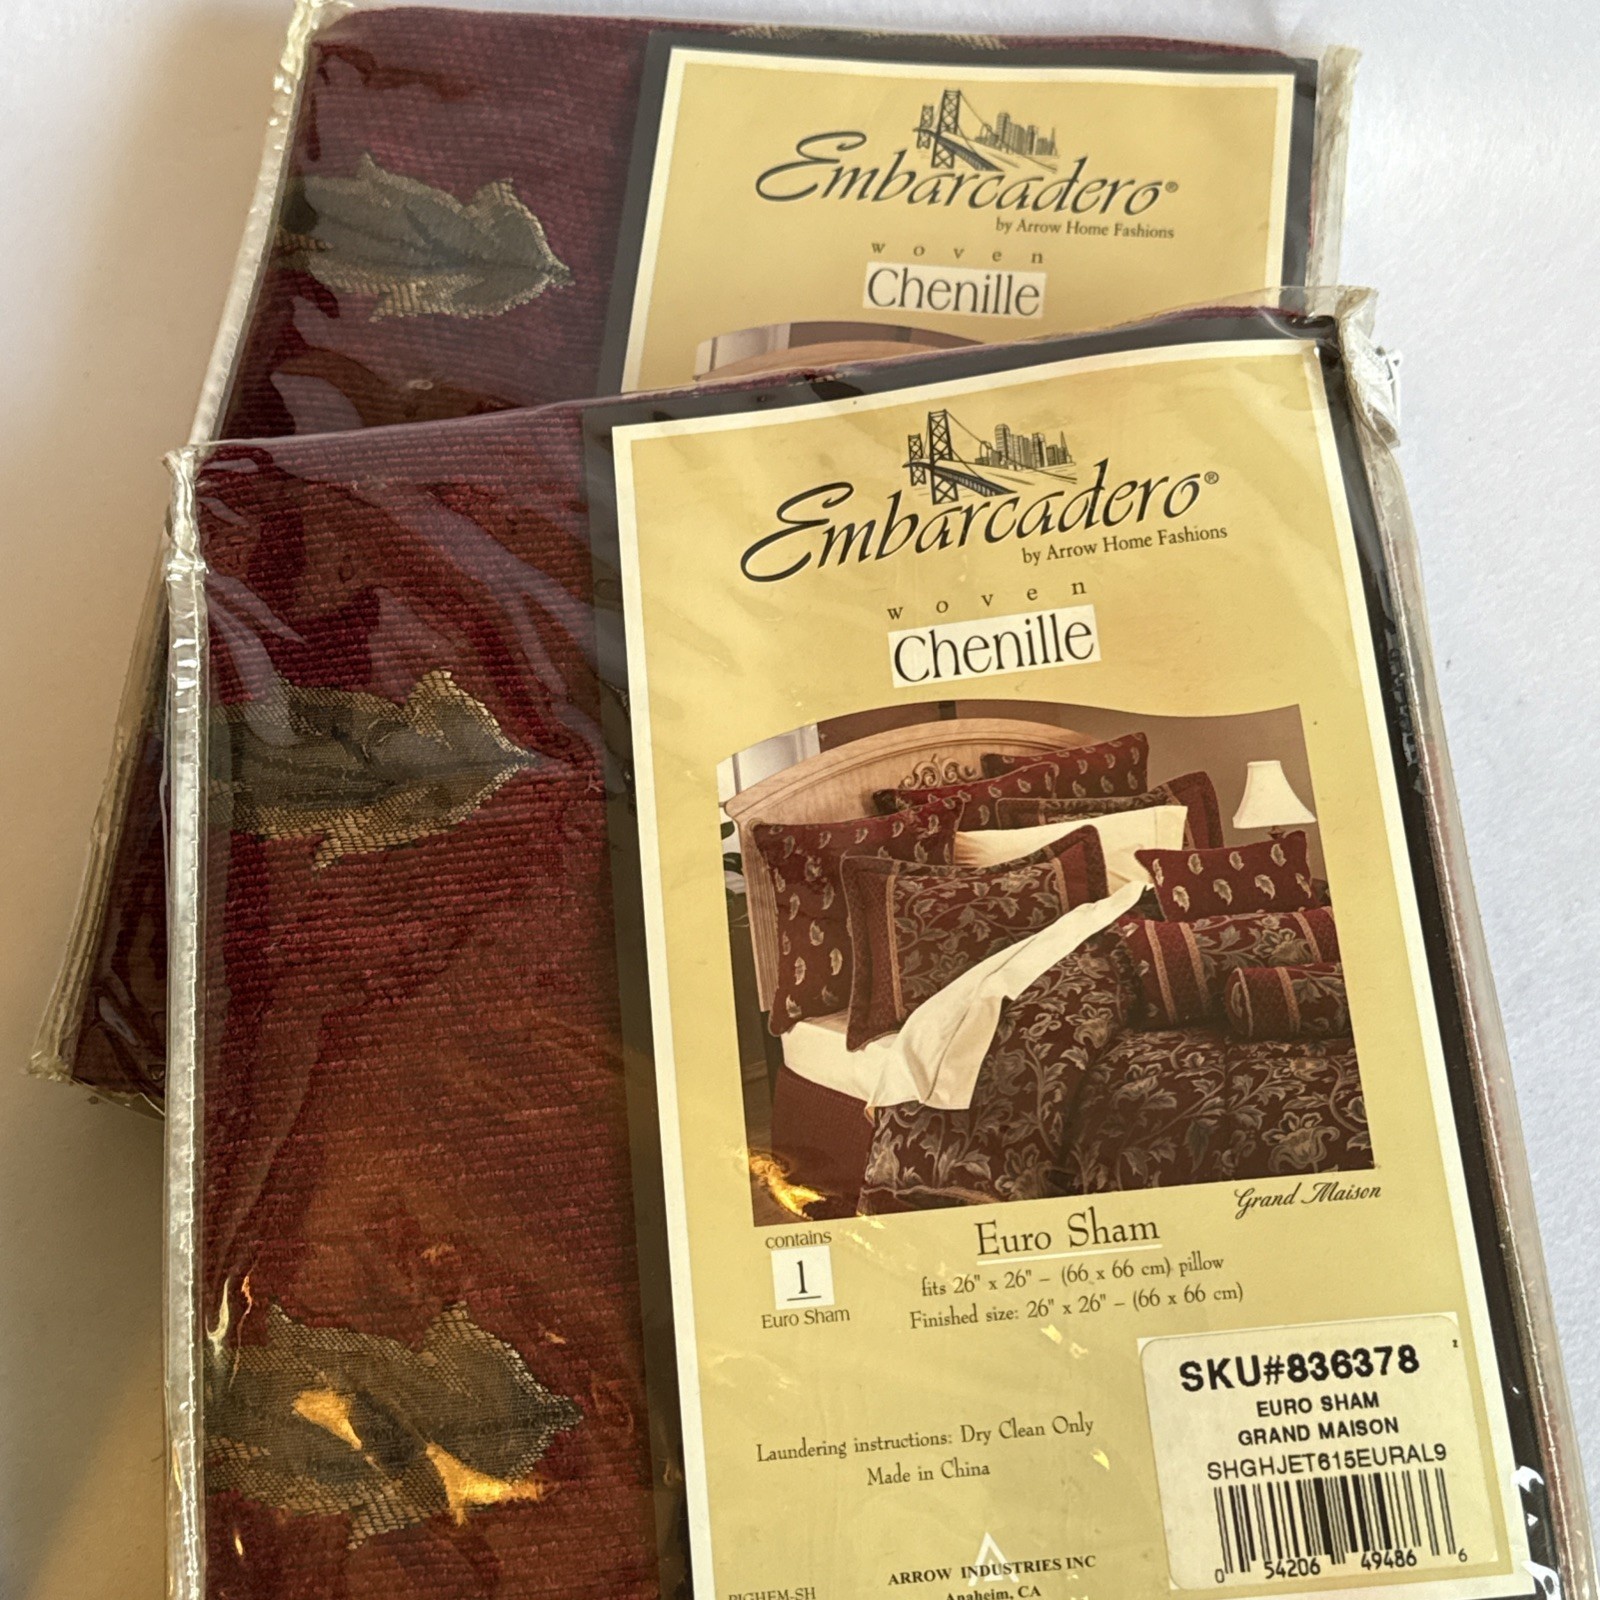 Embarcadero®
by Arrow Home Fashions
woven
Chenille
Embarcadero®
by Arrow Home Fashions
woven
Chenille
Grand Maison
contains
1
Euro Sham
Euro Sham
fits 26" x 26" – (66 x 66 cm) pillow
Finished size: 26" x 26" – (66 x 66 cm)
Laundering instructions: Dry Clean Only
Made in China
SKU#836378
EURO SHAM
GRAND MAISON
SHGHJET615EURAL9
0 54206 49486 6
ARROW INDUSTRIES INC
Anaheim, CA